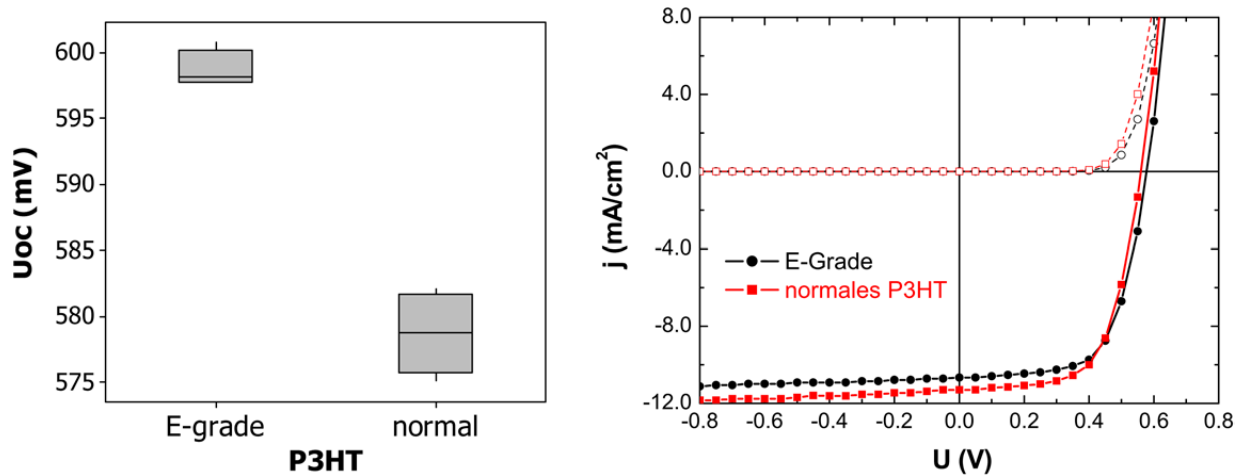 600
595
590
585
580
575
Uoc (mV)
E-grade normal
P3HT
8.0
4.0
0.0
-4.0
-8.0
-12.0
j (mA/cm²)
E-Grade
normales P3HT
-0.8 -0.6 -0.4 -0.2 0.0 0.2 0.4 0.6 0.8
U (V)